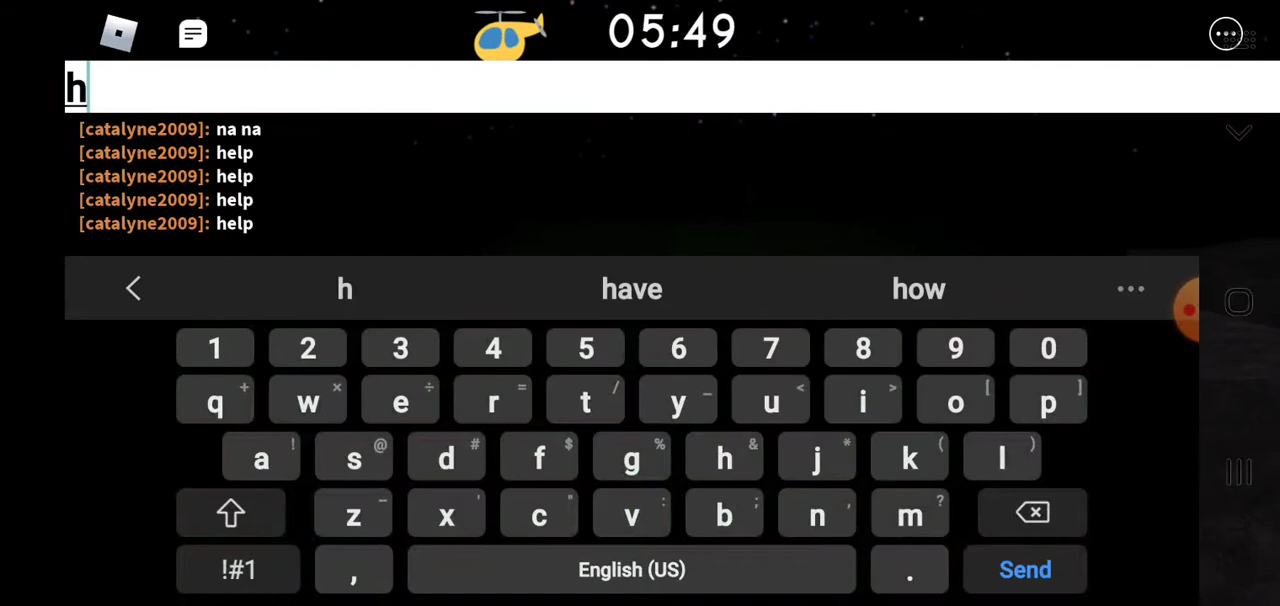 05:49
h
[catalyne2009]: na na
[catalyne2009]: help
[catalyne2009]: help
[catalyne2009]: help
[catalyne2009]: help
h have how
1 2 3 4 5 6 7 8 9 0
q + w × e ÷ r = t / y _ u < i > o [ p ]
a ! s @ d # f $ g % h & j * k ( l )
z - x ' c " v : b ; n , m ?
!#1 , English (US) . Send